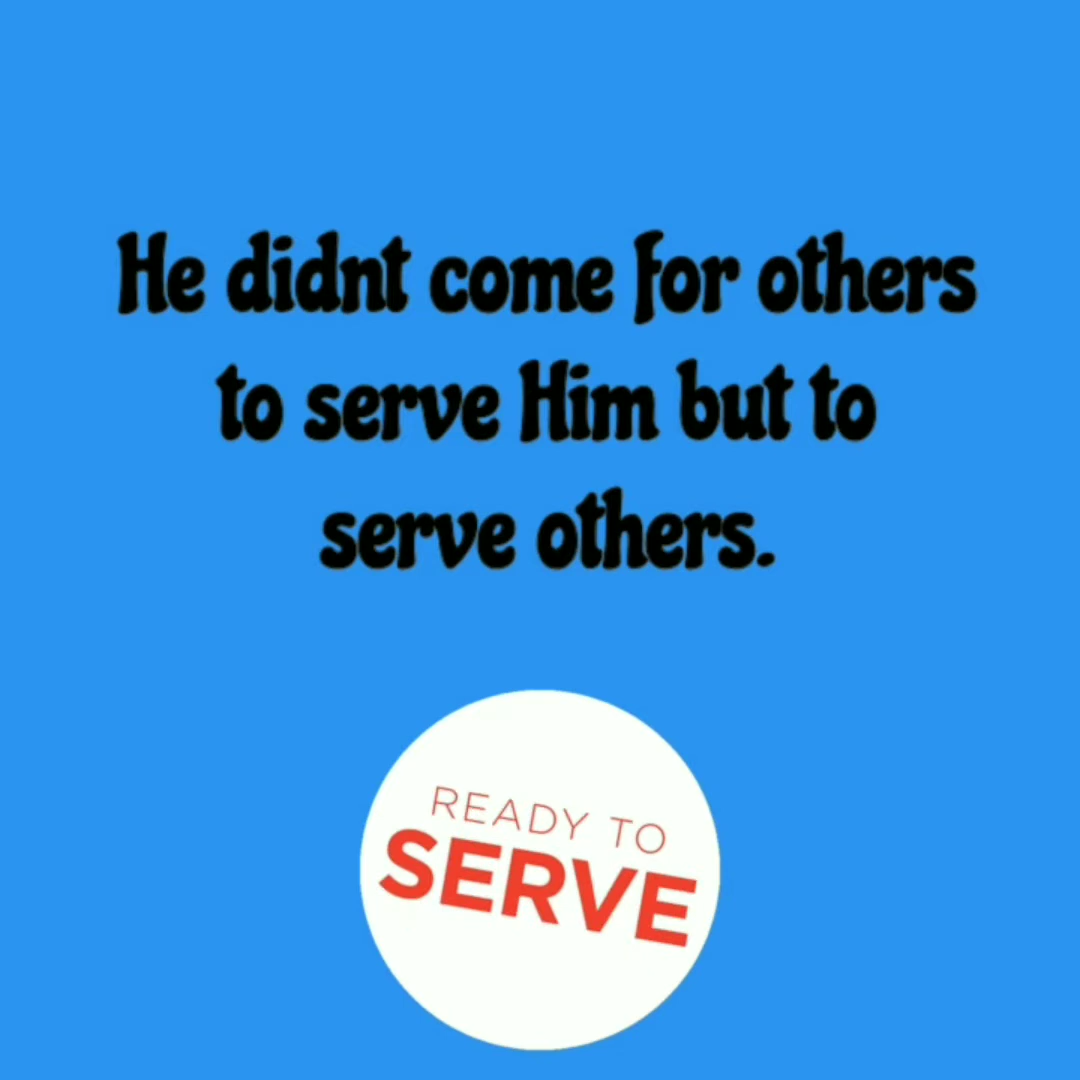 He didnt come for others
to serve Him but to
serve others.
READY TO
SERVE